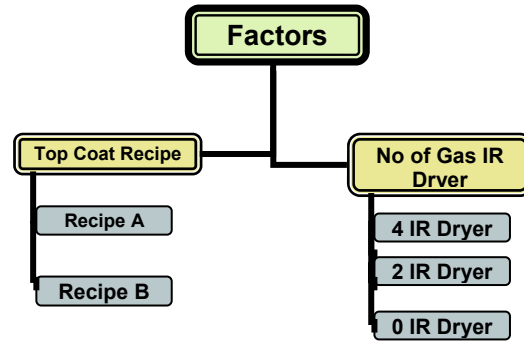 Factors
Top Coat Recipe
No of Gas IR
Drver
Recipe A
4 IR Dryer
2 IR Dryer
Recipe B
0 IR Dryer